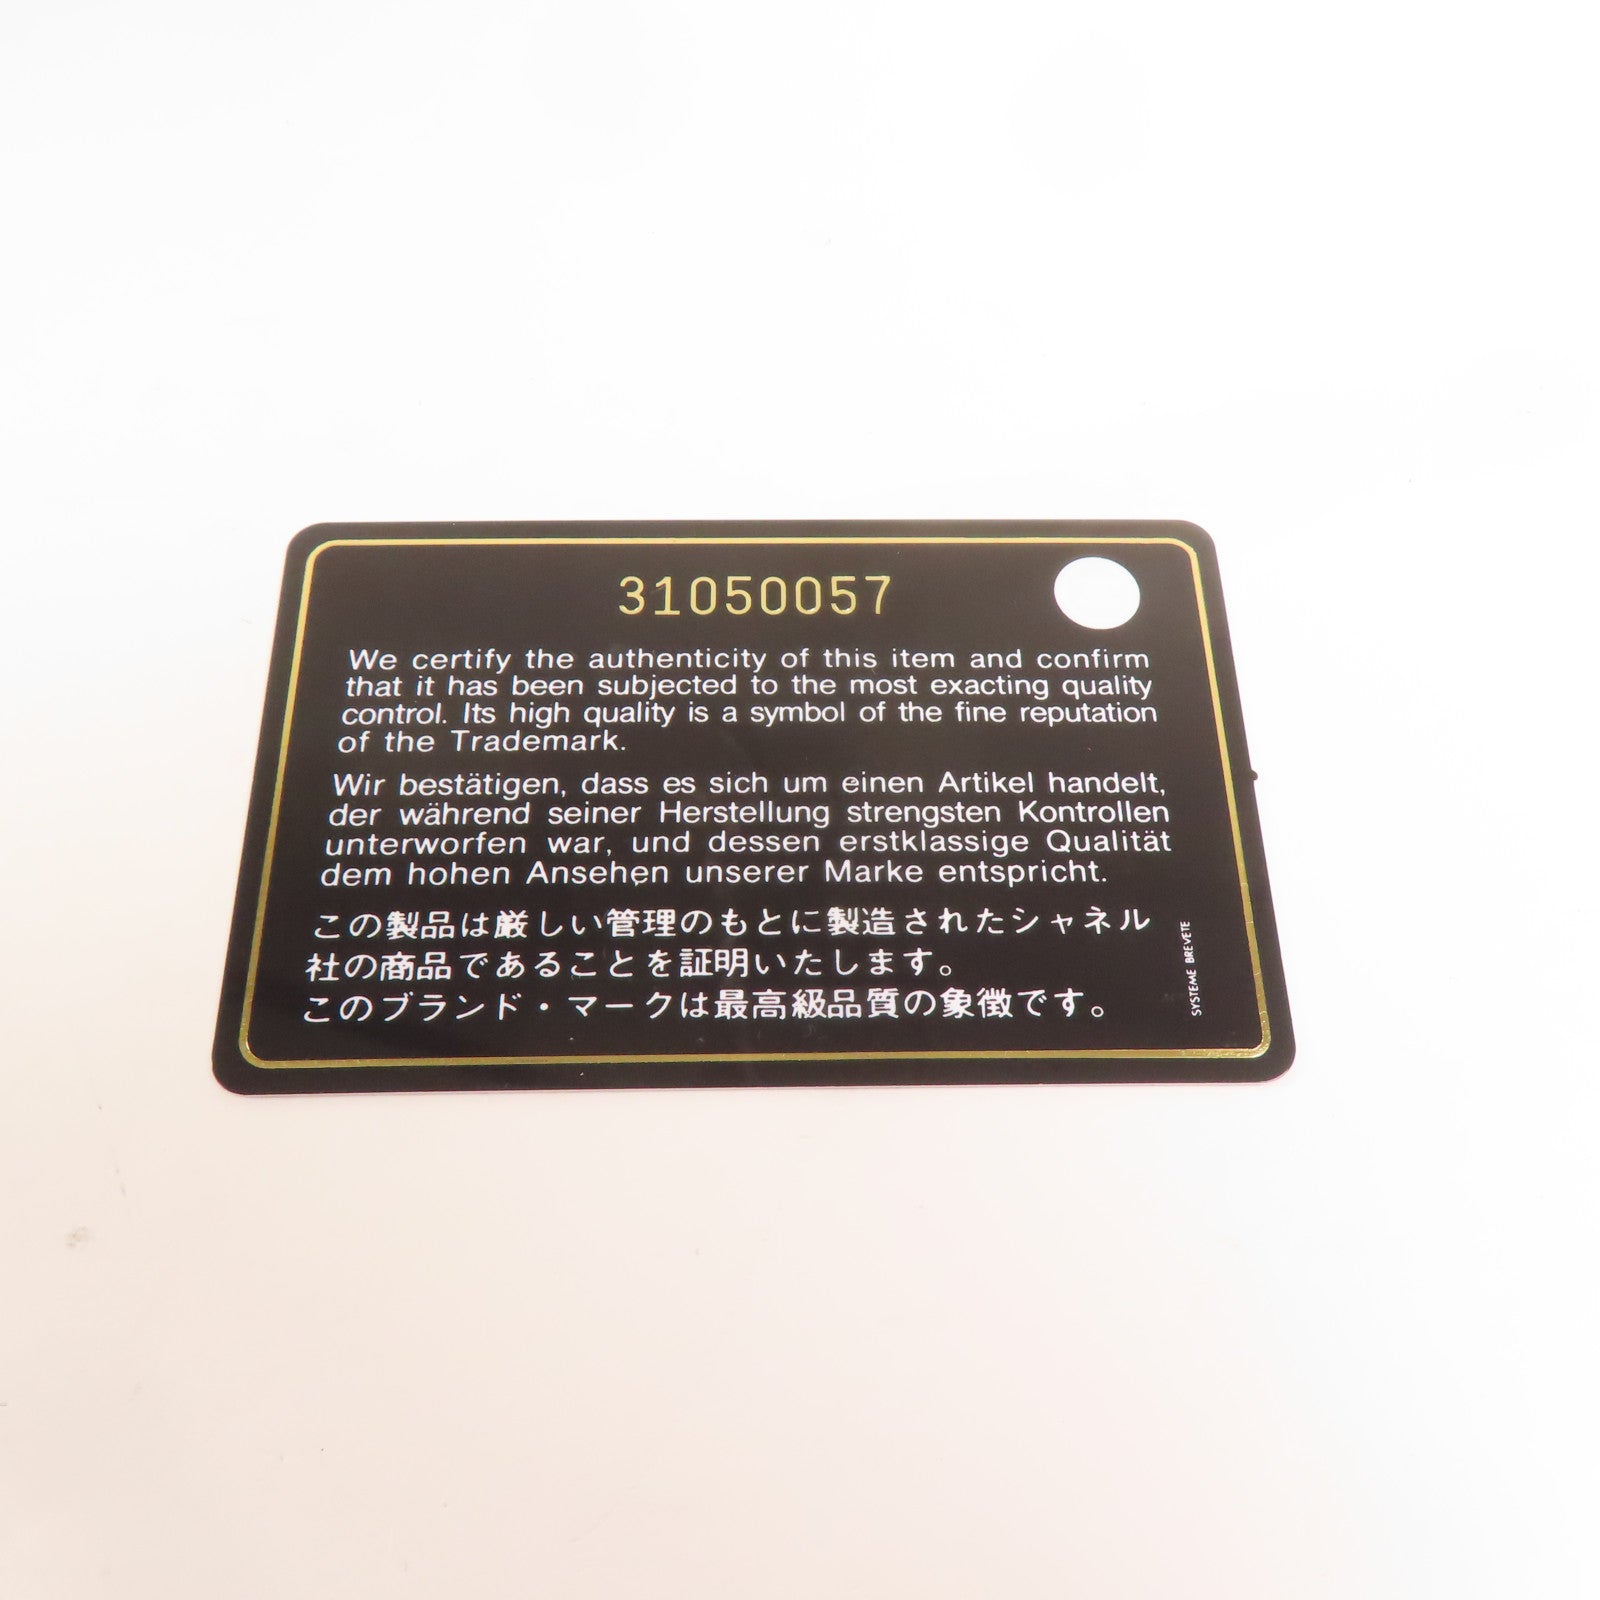 31050057
We certify the authenticity of this item and confirm
that it has been subjected to the most exacting quality
control. Its high quality is a symbol of the fine reputation
of the Trademark.
Wir bestätigen, dass es sich um einen Artikel handelt,
der während seiner Herstellung strengsten Kontrollen
unterworfen war, und dessen erstklassige Qualität
dem hohen Ansehen unserer Marke entspricht.
この製品は厳しい管理のもとに製造されたシャネル
社の商品であることを証明いたします。
このブランド・マークは最高級品質の象徴です。
SYSTEME BREVETE